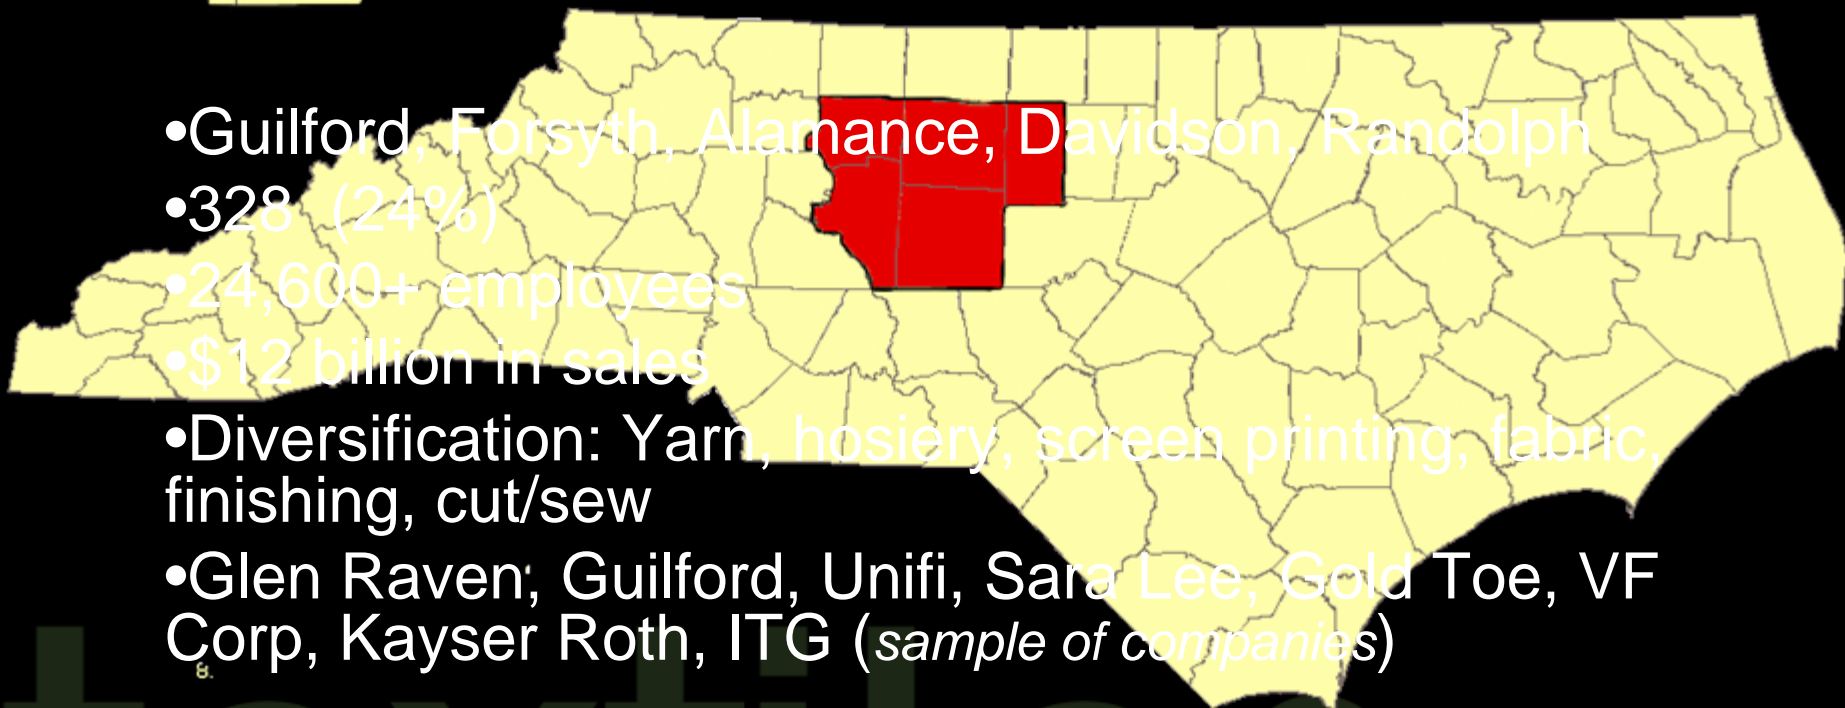 •Guilford, Forsyth, Alamance, Davidson, Randolph
•328 (24%)
•24,600+ employees
•$12 billion in sales
•Diversification: Yarn, hosiery, screen printing, fabric,
finishing, cut/sew
•Glen Raven, Guilford, Unifi, Sara Lee, Gold Toe, VF
Corp, Kayser Roth, ITG (sample of companies)
8.